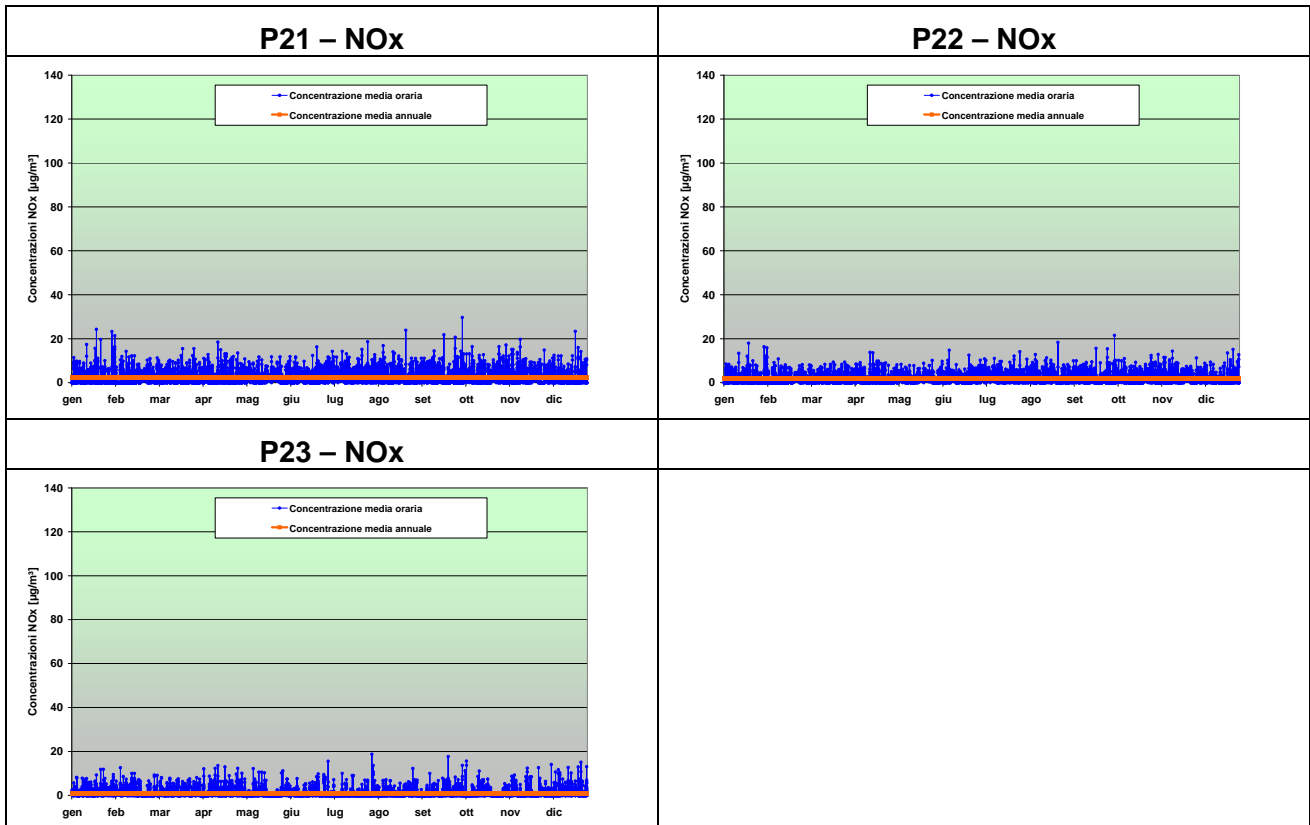 P21 – NOx
P22 – NOx
140
120
100
80
60
40
20
0
Concentrazioni NOx [µg/m³]
Concentrazione media oraria
Concentrazione media annuale
gen feb mar apr mag giu lug ago set ott nov dic
140
120
100
80
60
40
20
0
Concentrazioni NOx [µg/m³]
Concentrazione media oraria
Concentrazione media annuale
gen feb mar apr mag giu lug ago set ott nov dic
P23 – NOx
140
120
100
80
60
40
20
0
Concentrazioni NOx [µg/m³]
Concentrazione media oraria
Concentrazione media annuale
gen feb mar apr mag giu lug ago set ott nov dic